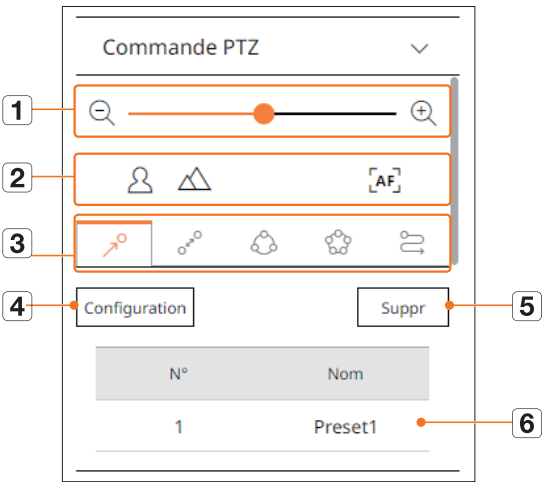 Commande PTZ
1
2
AF
3
4 Configuration Suppr 5
N° Nom
1 Preset1 6